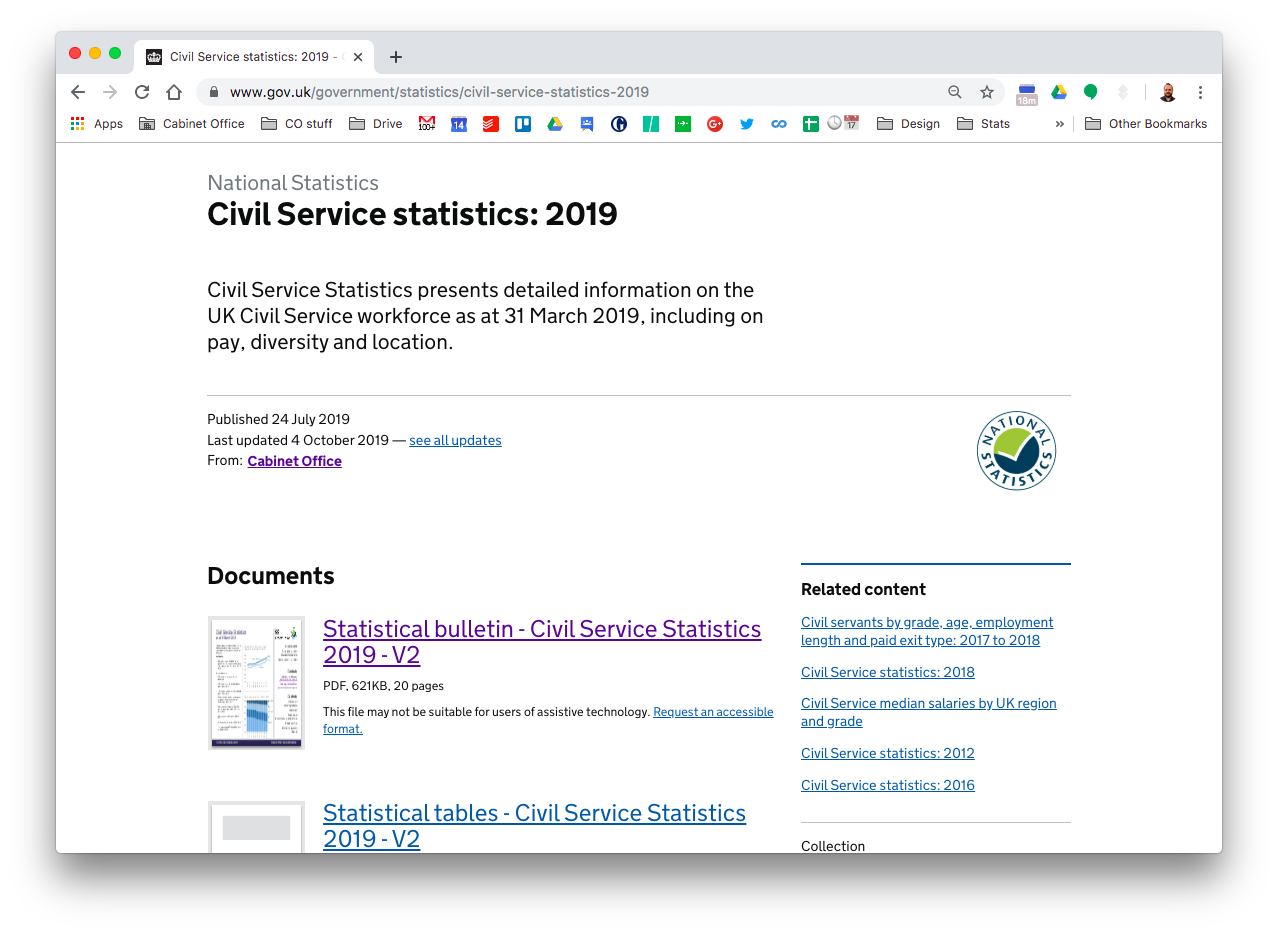 Civil Service statistics: 2019 -
www.gov.uk/government/statistics/civil-service-statistics-2019
18m
Apps
Cabinet Office
CO stuff
Drive
100+
14
17
Design
Stats
»
Other Bookmarks
National Statistics
Civil Service statistics: 2019
Civil Service Statistics presents detailed information on the
UK Civil Service workforce as at 31 March 2019, including on
pay, diversity and location.
Published 24 July 2019
Last updated 4 October 2019 — see all updates
From: Cabinet Office
NATIONAL STATISTICS
Documents
Statistical bulletin - Civil Service Statistics
2019 - V2
PDF, 621KB, 20 pages
This file may not be suitable for users of assistive technology. Request an accessible
format.
Statistical tables - Civil Service Statistics
2019 - V2
Related content
Civil servants by grade, age, employment
length and paid exit type: 2017 to 2018
Civil Service statistics: 2018
Civil Service median salaries by UK region
and grade
Civil Service statistics: 2012
Civil Service statistics: 2016
Collection